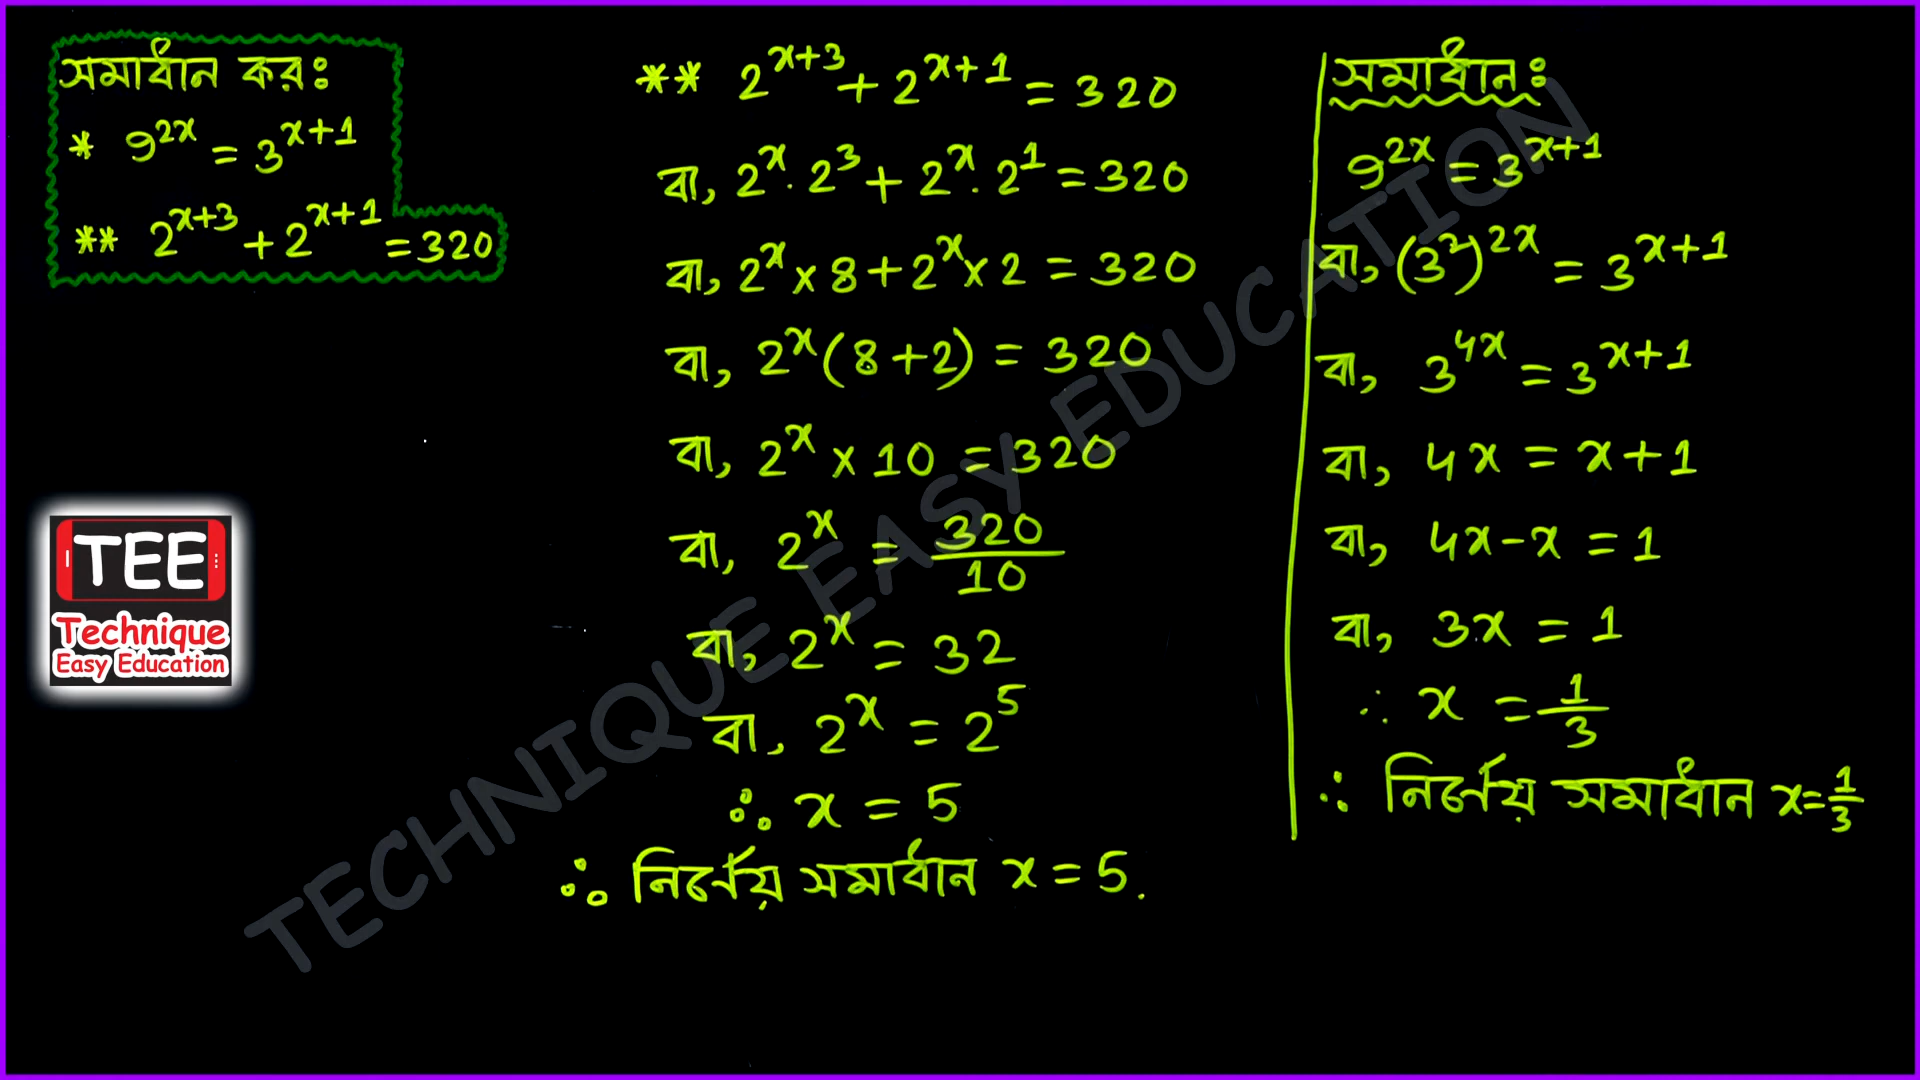 সমাধান করঃ
* 9^{2x} = 3^{x+1}
** 2^{x+3} + 2^{x+1} = 320
TEE
Technique
Easy Education
** 2^{x+3} + 2^{x+1} = 320
বা, 2^x . 2^3 + 2^x . 2^1 = 320
বা, 2^x × 8 + 2^x × 2 = 320
বা, 2^x (8 + 2) = 320
বা, 2^x × 10 = 320
বা, 2^x = 320/10
বা, 2^x = 32
বা, 2^x = 2^5
∴ x = 5
∴ নির্ণেয় সমাধান x = 5.
সমাধানঃ
9^{2x} = 3^{x+1}
বা, (3^2)^{2x} = 3^{x+1}
বা, 3^{4x} = 3^{x+1}
বা, 4x = x + 1
বা, 4x - x = 1
বা, 3x = 1
∴ x = 1/3
∴ নির্ণেয় সমাধান x = 1/3
TECHNIQUE EASY EDUCATION